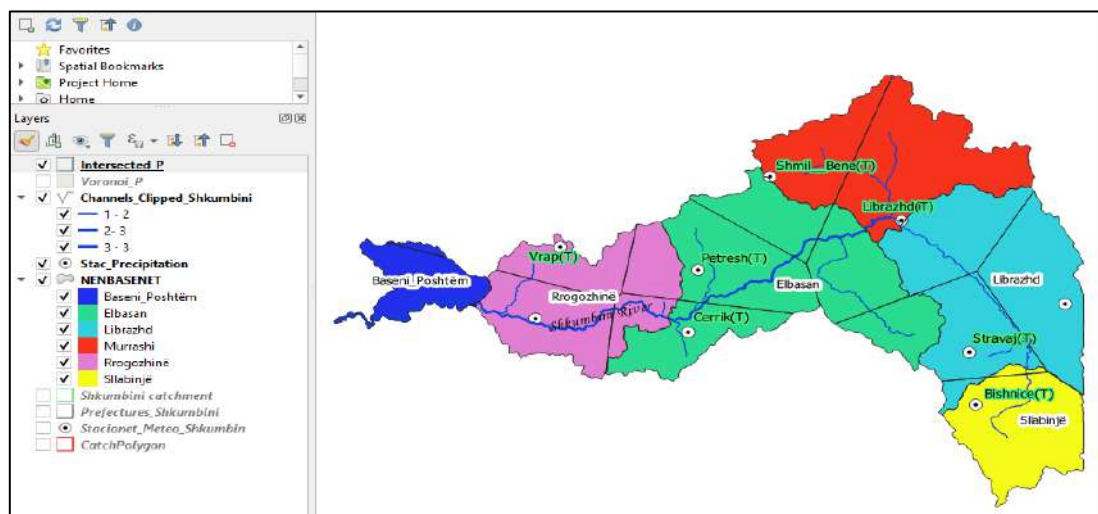 Favorites
Spatial Bookmarks
Project Home
Home
Layers
Intersected_P
Voronoi_P
Channels_Clipped_Shkumbini
1 - 2
2- 3
3 - 3
Stac_Precipitation
NENBASENET
Baseni_Poshtëm
Elbasan
Librazhd
Murrashi
Rrogozhinë
Sllabinjë
Shkumbini catchment
Prefectures_Shkumbini
Stacionet_Meteo_Shkumbin
CatchPolygon
Shmil__Bene(T)
Librazhd(T)
Vrap(T)
Petresh(T)
Baseni_Poshtëm
Rrogozhinë
Elbasan
Librazhd
Shkumbini River
Cerrik(T)
Stravaj(T)
Bishnice(T)
Sllabinjë